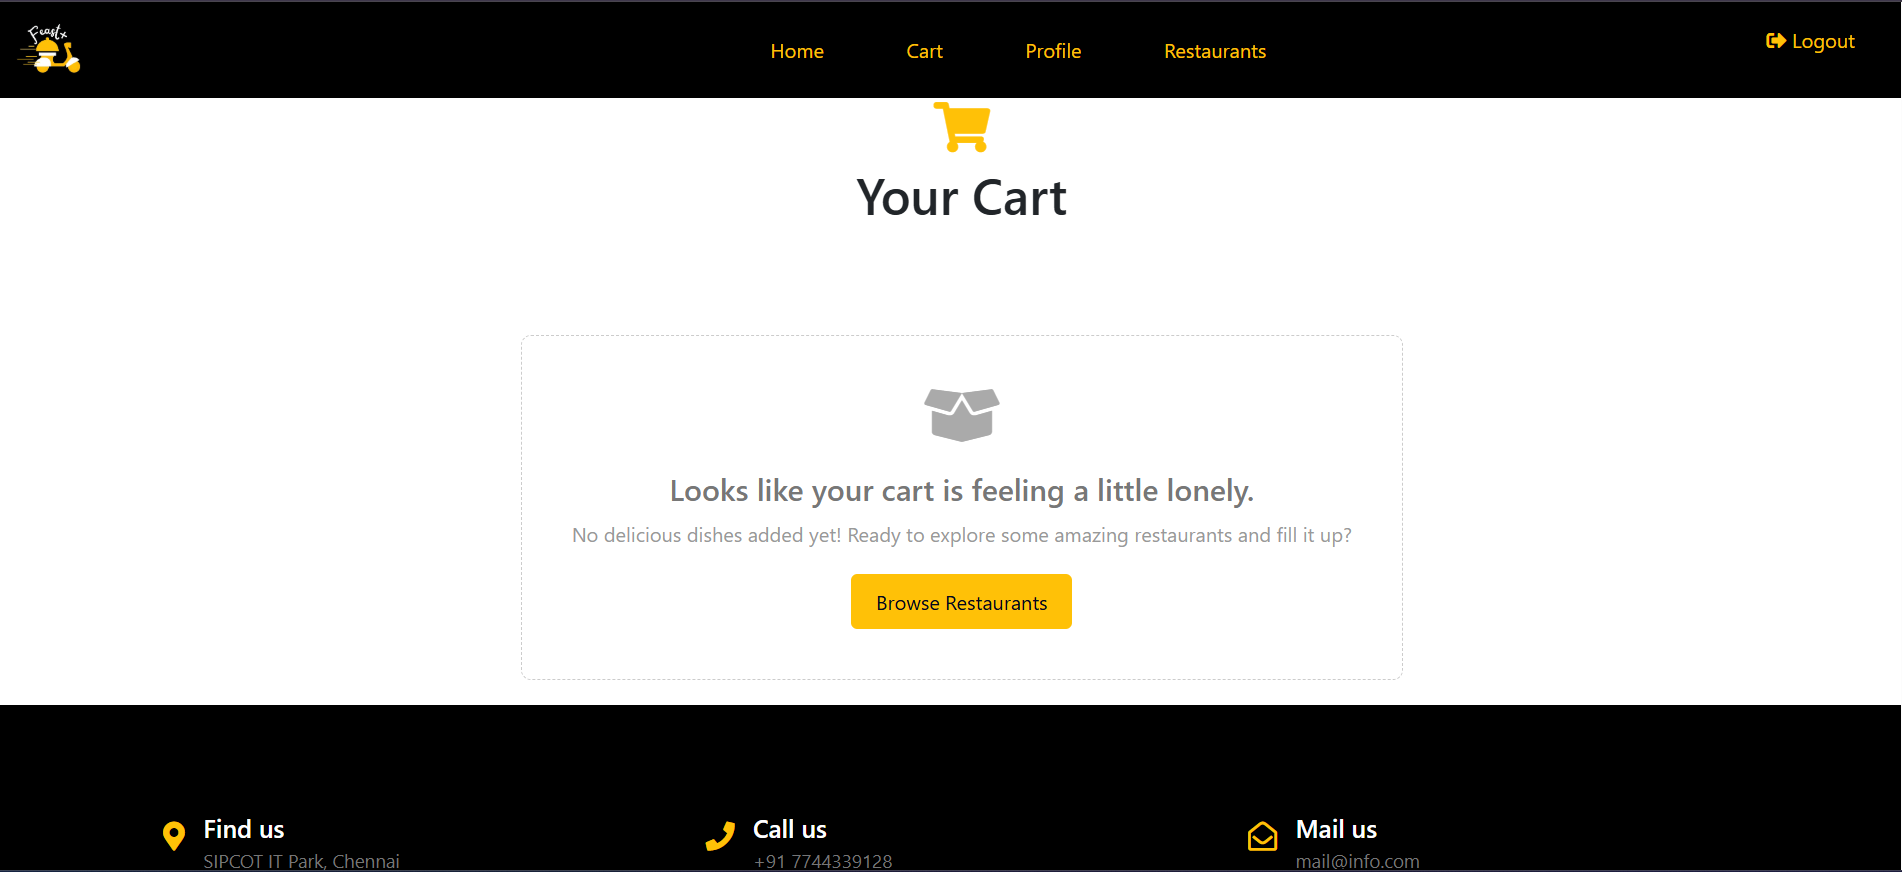 Feastx
Home
Cart
Profile
Restaurants
Logout
Your Cart
Looks like your cart is feeling a little lonely.
No delicious dishes added yet! Ready to explore some amazing restaurants and fill it up?
Browse Restaurants
Find us
SIPCOT IT Park, Chennai
Call us
+91 7744339128
Mail us
mail@info.com